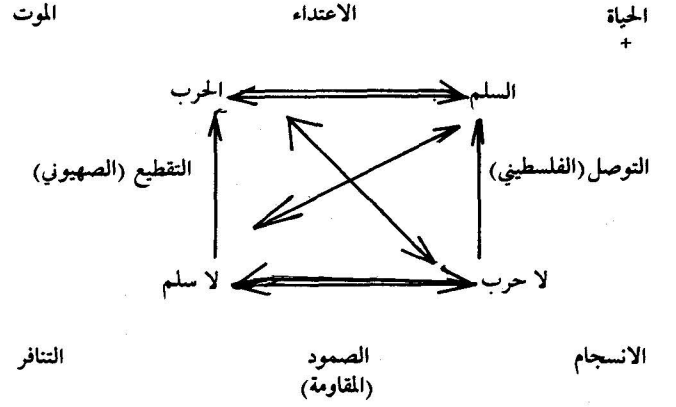 الحياة الاعتداء الموت
+
السلم الحرب
التوصل (الفلسطيني) التقطيع (الصهيوني)
لا حرب لا سلم
الانسجام الصمود التنافر
(المقاومة)